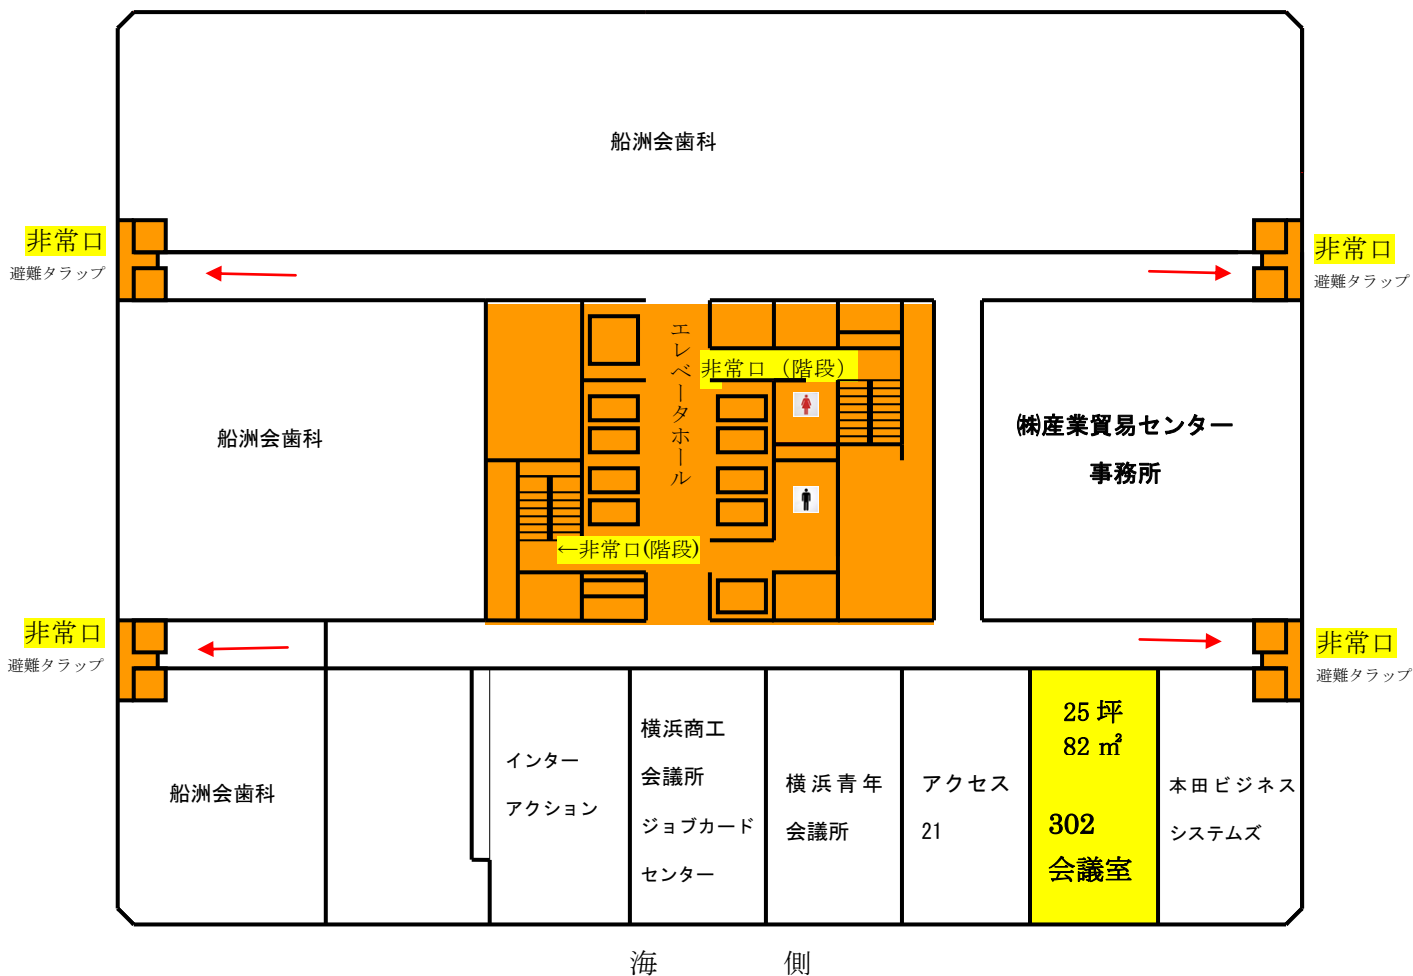 船洲会歯科
非常口
避難タラップ
非常口
避難タラップ
エレベータホール
非常口（階段）
船洲会歯科
㈱産業貿易センター
事務所
←非常口(階段)
非常口
避難タラップ
非常口
避難タラップ
船洲会歯科
インター
アクション
横浜商工
会議所
ジョブカード
センター
横浜青年
会議所
アクセス
21
25 坪
82 ㎡
302
会議室
本田ビジネス
システムズ
海　側